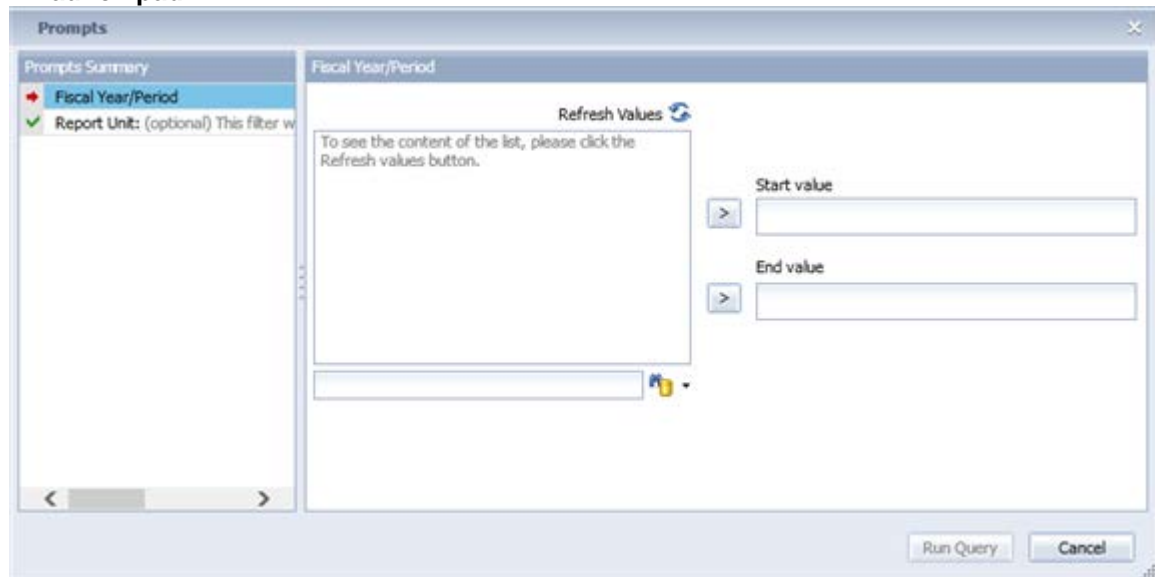 Prompts
Prompts Summary
Fiscal Year/Period
Report Unit: (optional) This filter w
Fiscal Year/Period
Refresh Values
To see the content of the list, please click the
Refresh values button.
Start value
>
End value
>
Run Query
Cancel